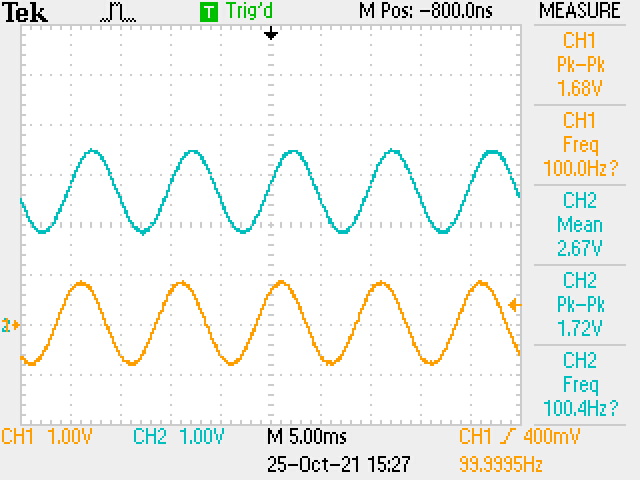 Tek T Trig'd M Pos: -800.0ns MEASURE
CH1
Pk-Pk
1.68V
CH1
Freq
100.0Hz?
CH2
Mean
2.67V
CH2
Pk-Pk
1.72V
CH2
Freq
100.4Hz?
CH1 1.00V CH2 1.00V M 5.00ms CH1 400mV
25-Oct-21 15:27 99.9995Hz